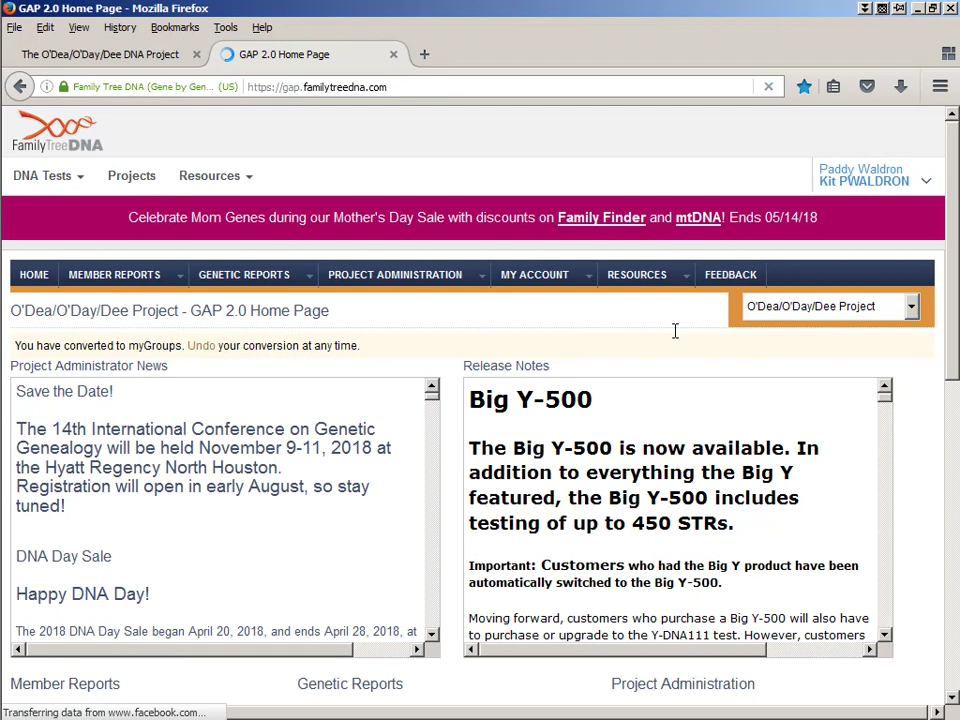 GAP 2.0 Home Page - Mozilla Firefox
File Edit View History Bookmarks Tools Help
The O'Dea/O'Day/Dee DNA Project GAP 2.0 Home Page
Family Tree DNA (Gene by Gen... (US) https://gap.familytreedna.com
FamilyTreeDNA
DNA Tests Projects Resources
Paddy Waldron
Kit PWALDRON
Celebrate Mom Genes during our Mother's Day Sale with discounts on Family Finder and mtDNA! Ends 05/14/18
HOME MEMBER REPORTS GENETIC REPORTS PROJECT ADMINISTRATION MY ACCOUNT RESOURCES FEEDBACK
O'Dea/O'Day/Dee Project - GAP 2.0 Home Page
O'Dea/O'Day/Dee Project
You have converted to myGroups. Undo your conversion at any time.
Project Administrator News
Save the Date!
The 14th International Conference on Genetic
Genealogy will be held November 9-11, 2018 at
the Hyatt Regency North Houston.
Registration will open in early August, so stay
tuned!
DNA Day Sale
Happy DNA Day!
The 2018 DNA Day Sale began April 20, 2018, and ends April 28, 2018, at
Release Notes
Big Y-500
The Big Y-500 is now available. In
addition to everything the Big Y
featured, the Big Y-500 includes
testing of up to 450 STRs.
Important: Customers who had the Big Y product have been
automatically switched to the Big Y-500.
Moving forward, customers who purchase a Big Y-500 will also have
to purchase or upgrade to the Y-DNA111 test. However, customers
Member Reports Genetic Reports Project Administration
Transferring data from www.facebook.com...